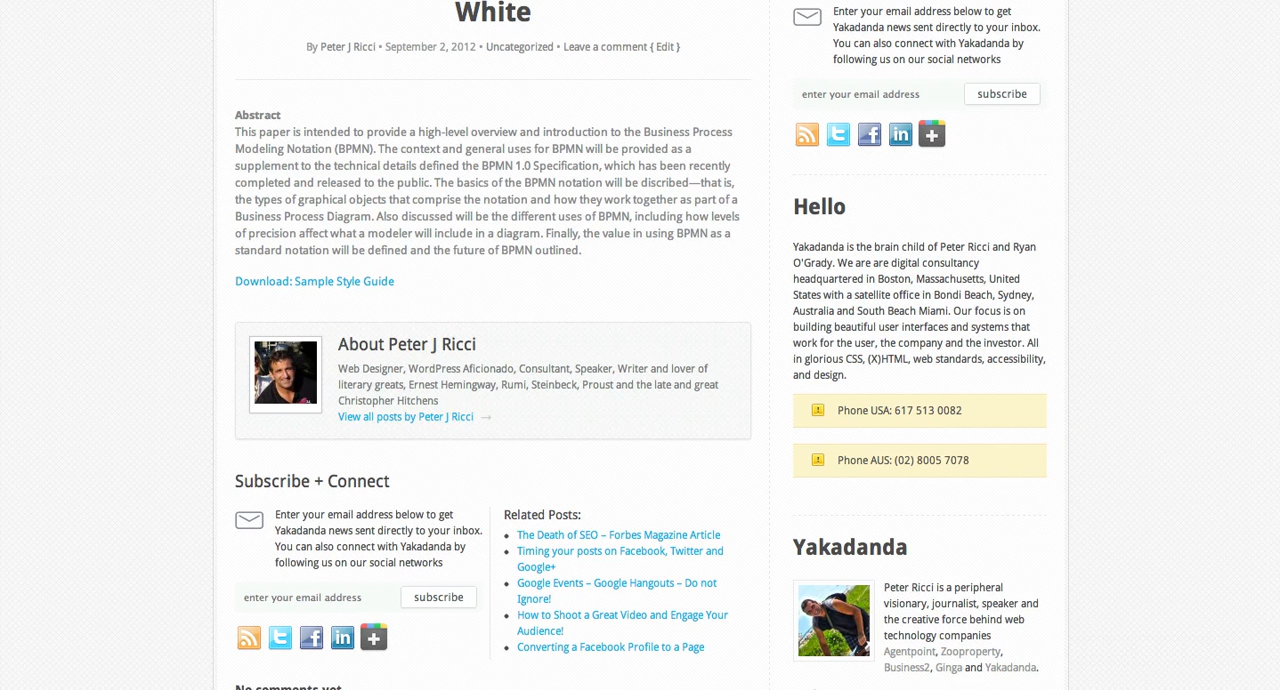 White
By Peter J Ricci • September 2, 2012 • Uncategorized • Leave a comment { Edit }
Abstract
This paper is intended to provide a high-level overview and introduction to the Business Process
Modeling Notation (BPMN). The context and general uses for BPMN will be provided as a
supplement to the technical details defined the BPMN 1.0 Specification, which has been recently
completed and released to the public. The basics of the BPMN notation will be discribed—that is,
the types of graphical objects that comprise the notation and how they work together as part of a
Business Process Diagram. Also discussed will be the different uses of BPMN, including how levels
of precision affect what a modeler will include in a diagram. Finally, the value in using BPMN as a
standard notation will be defined and the future of BPMN outlined.
Download: Sample Style Guide
About Peter J Ricci
Web Designer, WordPress Aficionado, Consultant, Speaker, Writer and lover of
literary greats, Ernest Hemingway, Rumi, Steinbeck, Proust and the late and great
Christopher Hitchens
View all posts by Peter J Ricci →
Subscribe + Connect
Enter your email address below to get
Yakadanda news sent directly to your inbox.
You can also connect with Yakadanda by
following us on our social networks
enter your email address
subscribe
Related Posts:
• The Death of SEO – Forbes Magazine Article
• Timing your posts on Facebook, Twitter and
Google+
• Google Events – Google Hangouts – Do not
Ignore!
• How to Shoot a Great Video and Engage Your
Audience!
• Converting a Facebook Profile to a Page
No comments yet
Enter your email address below to get
Yakadanda news sent directly to your inbox.
You can also connect with Yakadanda by
following us on our social networks
enter your email address
subscribe
Hello
Yakadanda is the brain child of Peter Ricci and Ryan
O'Grady. We are are digital consultancy
headquartered in Boston, Massachusetts, United
States with a satellite office in Bondi Beach, Sydney,
Australia and South Beach Miami. Our focus is on
building beautiful user interfaces and systems that
work for the user, the company and the investor. All
in glorious CSS, (X)HTML, web standards, accessibility,
and design.
Phone USA: 617 513 0082
Phone AUS: (02) 8005 7078
Yakadanda
Peter Ricci is a peripheral
visionary, journalist, speaker and
the creative force behind web
technology companies
Agentpoint, Zooproperty,
Business2, Ginga and Yakadanda.